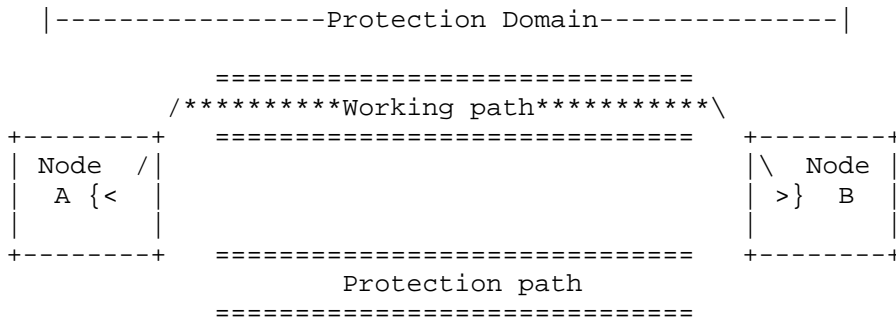 |-----------------Protection Domain---------------|
==============================
/**********Working path***********\
+--------+ ============================== +--------+
| Node /| |\ Node |
| A {< | | >} B |
| | | |
+--------+ ============================== +--------+
Protection path
==============================